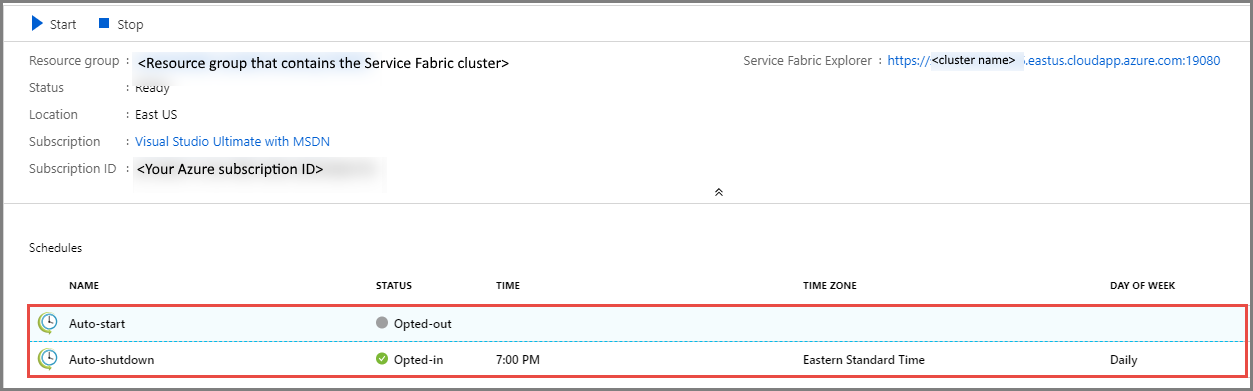 Start Stop
Resource group : <Resource group that contains the Service Fabric cluster> Service Fabric Explorer : https://<cluster name>.eastus.cloudapp.azure.com:19080
Status : Ready
Location : East US
Subscription : Visual Studio Ultimate with MSDN
Subscription ID : <Your Azure subscription ID>
Schedules
NAME STATUS TIME TIME ZONE DAY OF WEEK
Auto-start Opted-out
Auto-shutdown Opted-in 7:00 PM Eastern Standard Time Daily